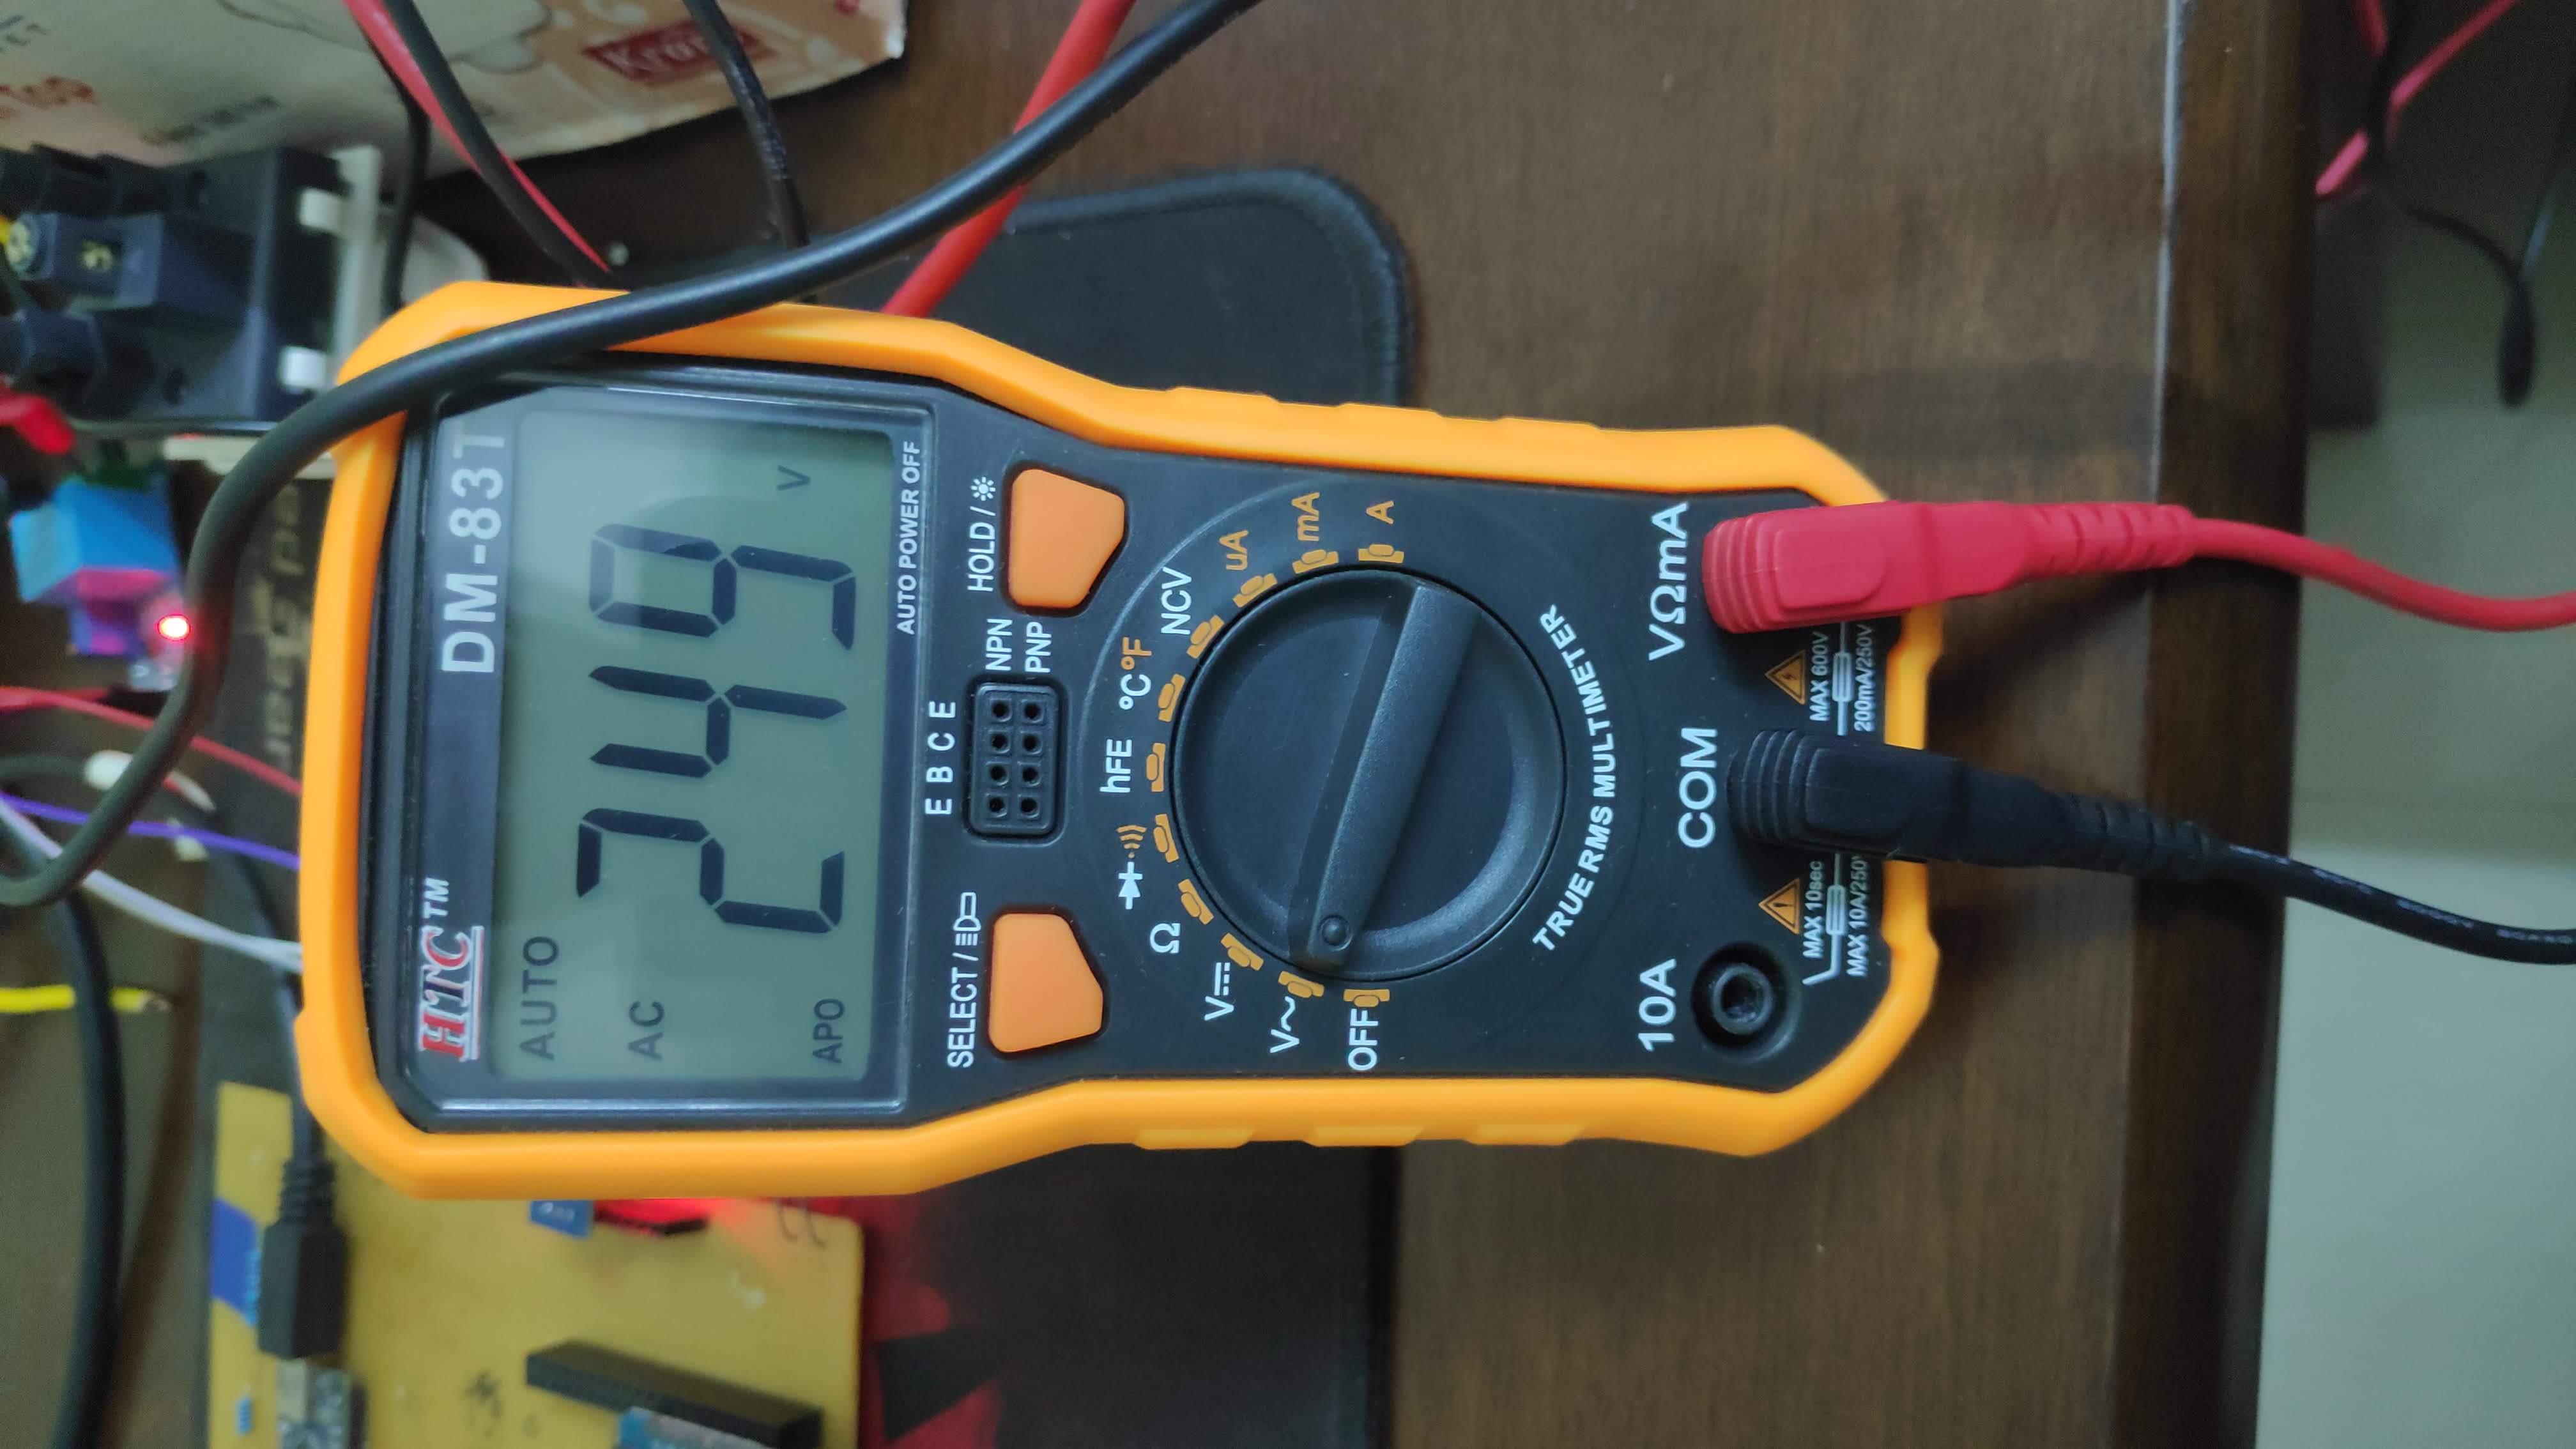 HTC™
DM-83T
AUTO
AC
249
V
APO
AUTO POWER OFF
SELECT /
E B C E
NPN
PNP
HOLD /
hFE
°C°F
NCV
Ω
V
V~
OFF
uA
mA
A
TRUE RMS MULTIMETER
10A
COM
VΩmA
MAX 10sec
MAX 10A/250V
MAX 600V
200mA/250V